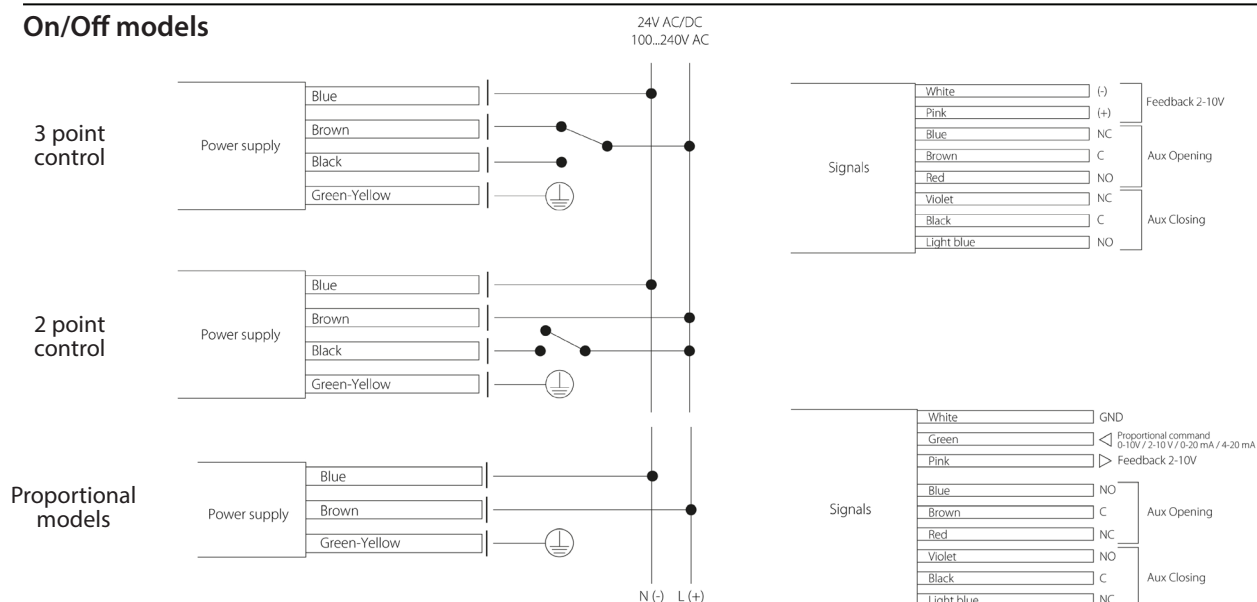 On/Off models
24V AC/DC
100...240V AC
3 point
control
Power supply
Blue
Brown
Black
Green-Yellow
Signals
White (-)
Pink (+)
Feedback 2-10V
Blue NC
Brown C
Red NO
Aux Opening
Violet NC
Black C
Light blue NO
Aux Closing
2 point
control
Power supply
Blue
Brown
Black
Green-Yellow
Proportional
models
Power supply
Blue
Brown
Green-Yellow
N (-) L (+)
Signals
White GND
Green
Proportional command
0-10V / 2-10 V / 0-20 mA / 4-20 mA
Pink Feedback 2-10V
Blue NO
Brown C
Red NC
Aux Opening
Violet NO
Black C
Light blue NC
Aux Closing